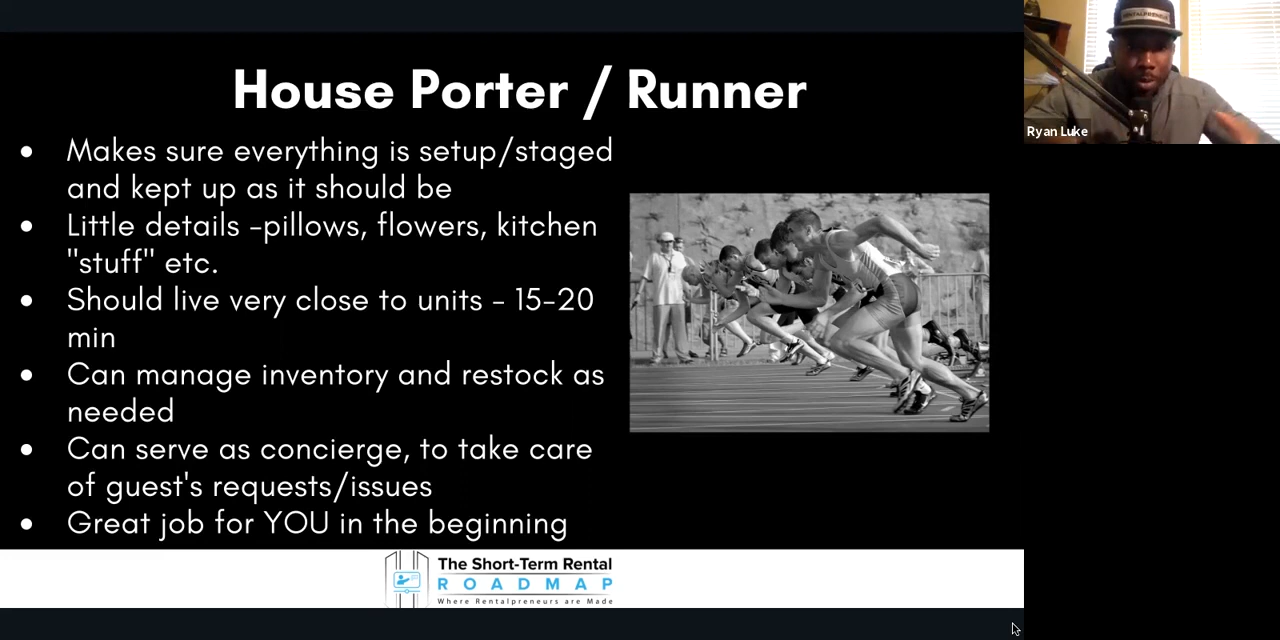 House Porter / Runner
• Makes sure everything is setup/staged
and kept up as it should be
• Little details -pillows, flowers, kitchen
"stuff" etc.
• Should live very close to units - 15-20
min
• Can manage inventory and restock as
needed
• Can serve as concierge, to take care
of guest's requests/issues
• Great job for YOU in the beginning
The Short-Term Rental
ROADMAP
Where Rentalpreneurs are Made
RENTALPRENEUR
Ryan Luke